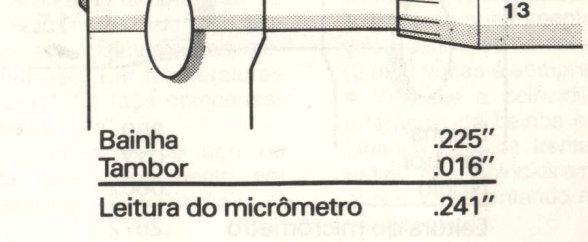 13
Bainha .225”
Tambor .016”
Leitura do micrômetro .241”